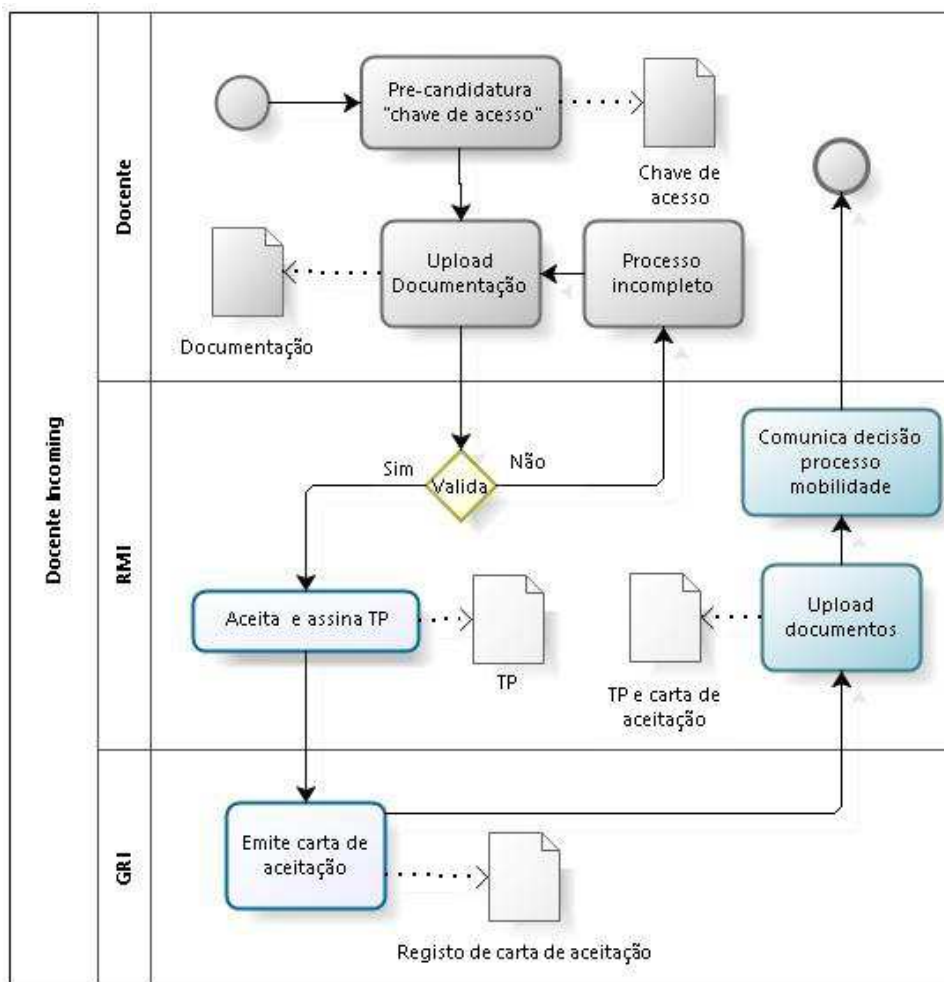 Docente Incoming
Docente
Pre-candidatura
"chave de acesso"
Chave de
acesso
Upload
Documentação
Processo
incompleto
Documentação
RMI
Sim
Não
Valida
Comunica decisão
processo
mobilidade
Aceita e assina TP
TP
Upload
documentos
TP e carta de
aceitação
GRI
Emite carta de
aceitação
Registo de carta de aceitação